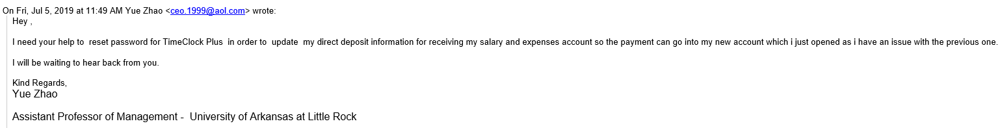 On Fri, Jul 5, 2019 at 11:49 AM Yue Zhao <ceo.1999@aol.com> wrote:
Hey ,
I need your help to  reset password for TimeClock Plus  in order to  update  my direct deposit information for receiving my salary and expenses account so the payment can go into my new account which i just opened as i have an issue with the previous one.
I will be waiting to hear back from you.
Kind Regards,
Yue Zhao
Assistant Professor of Management -  University of Arkansas at Little Rock